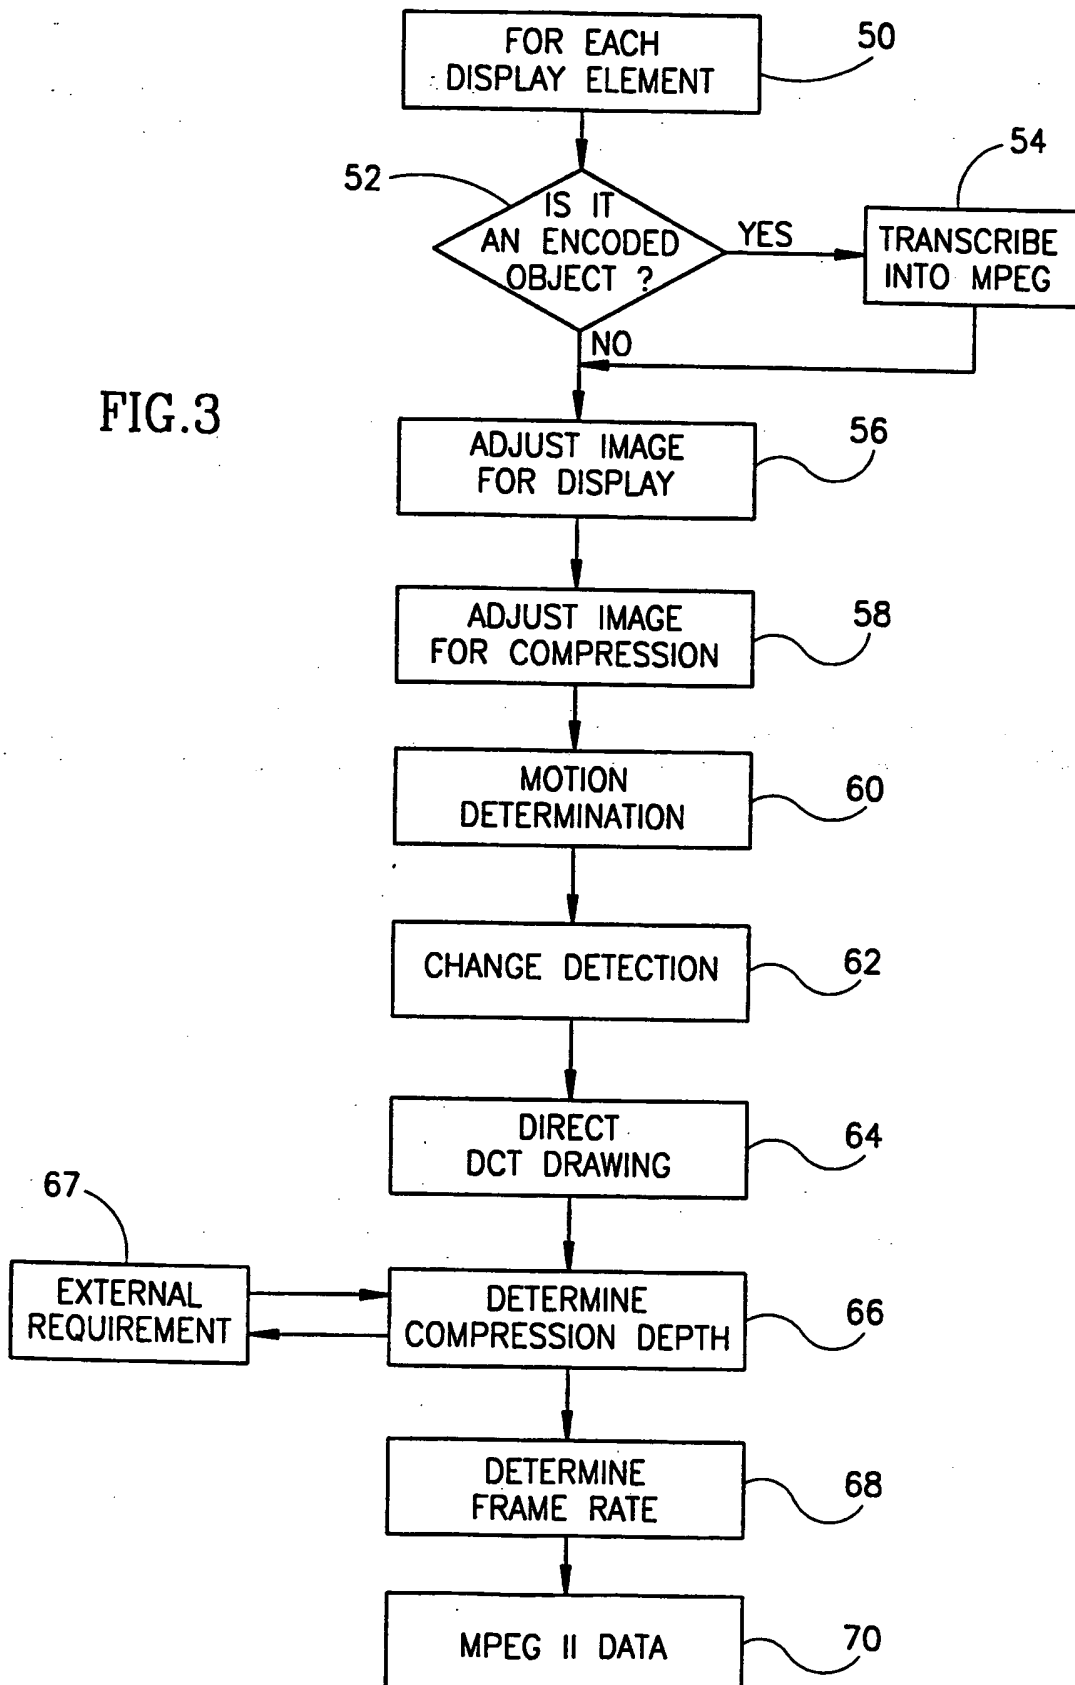 FOR EACH
DISPLAY ELEMENT
50
52
IS IT
AN ENCODED
OBJECT ?
YES
54
TRANSCRIBE
INTO MPEG
NO
FIG.3
ADJUST IMAGE
FOR DISPLAY
56
ADJUST IMAGE
FOR COMPRESSION
58
MOTION
DETERMINATION
60
CHANGE DETECTION
62
DIRECT
DCT DRAWING
64
67
EXTERNAL
REQUIREMENT
DETERMINE
COMPRESSION DEPTH
66
DETERMINE
FRAME RATE
68
MPEG II DATA
70